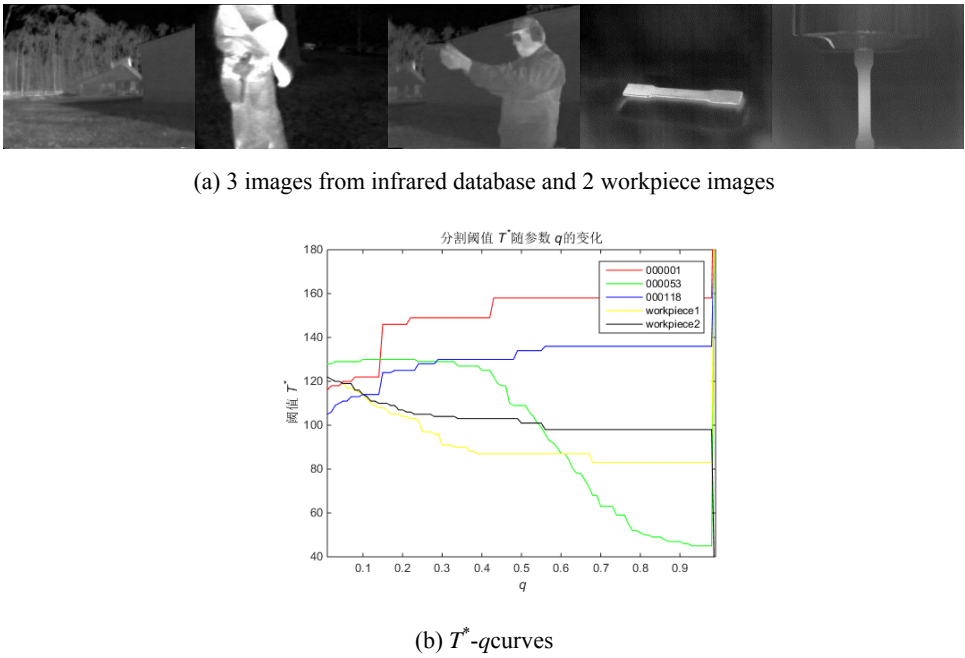 (a) 3 images from infrared database and 2 workpiece images
分割阈值 T*随参数 q的变化
180
160
140
120
100
80
60
40
阈值 T*
000001
000053
000118
workpiece1
workpiece2
0.1 0.2 0.3 0.4 0.5 0.6 0.7 0.8 0.9
q
(b) T*-qcurves